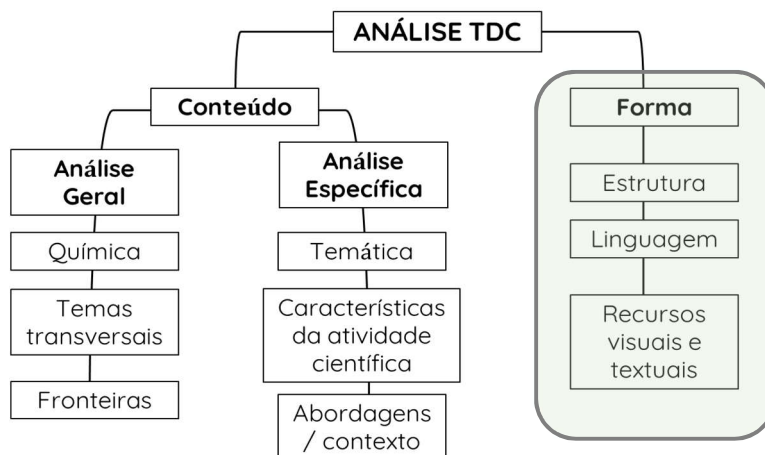 ANÁLISE TDC
Conteúdo
Análise
Geral
Química
Temas
transversais
Fronteiras
Análise
Específica
Temática
Características
da atividade
científica
Abordagens
/ contexto
Forma
Estrutura
Linguagem
Recursos
visuais e
textuais